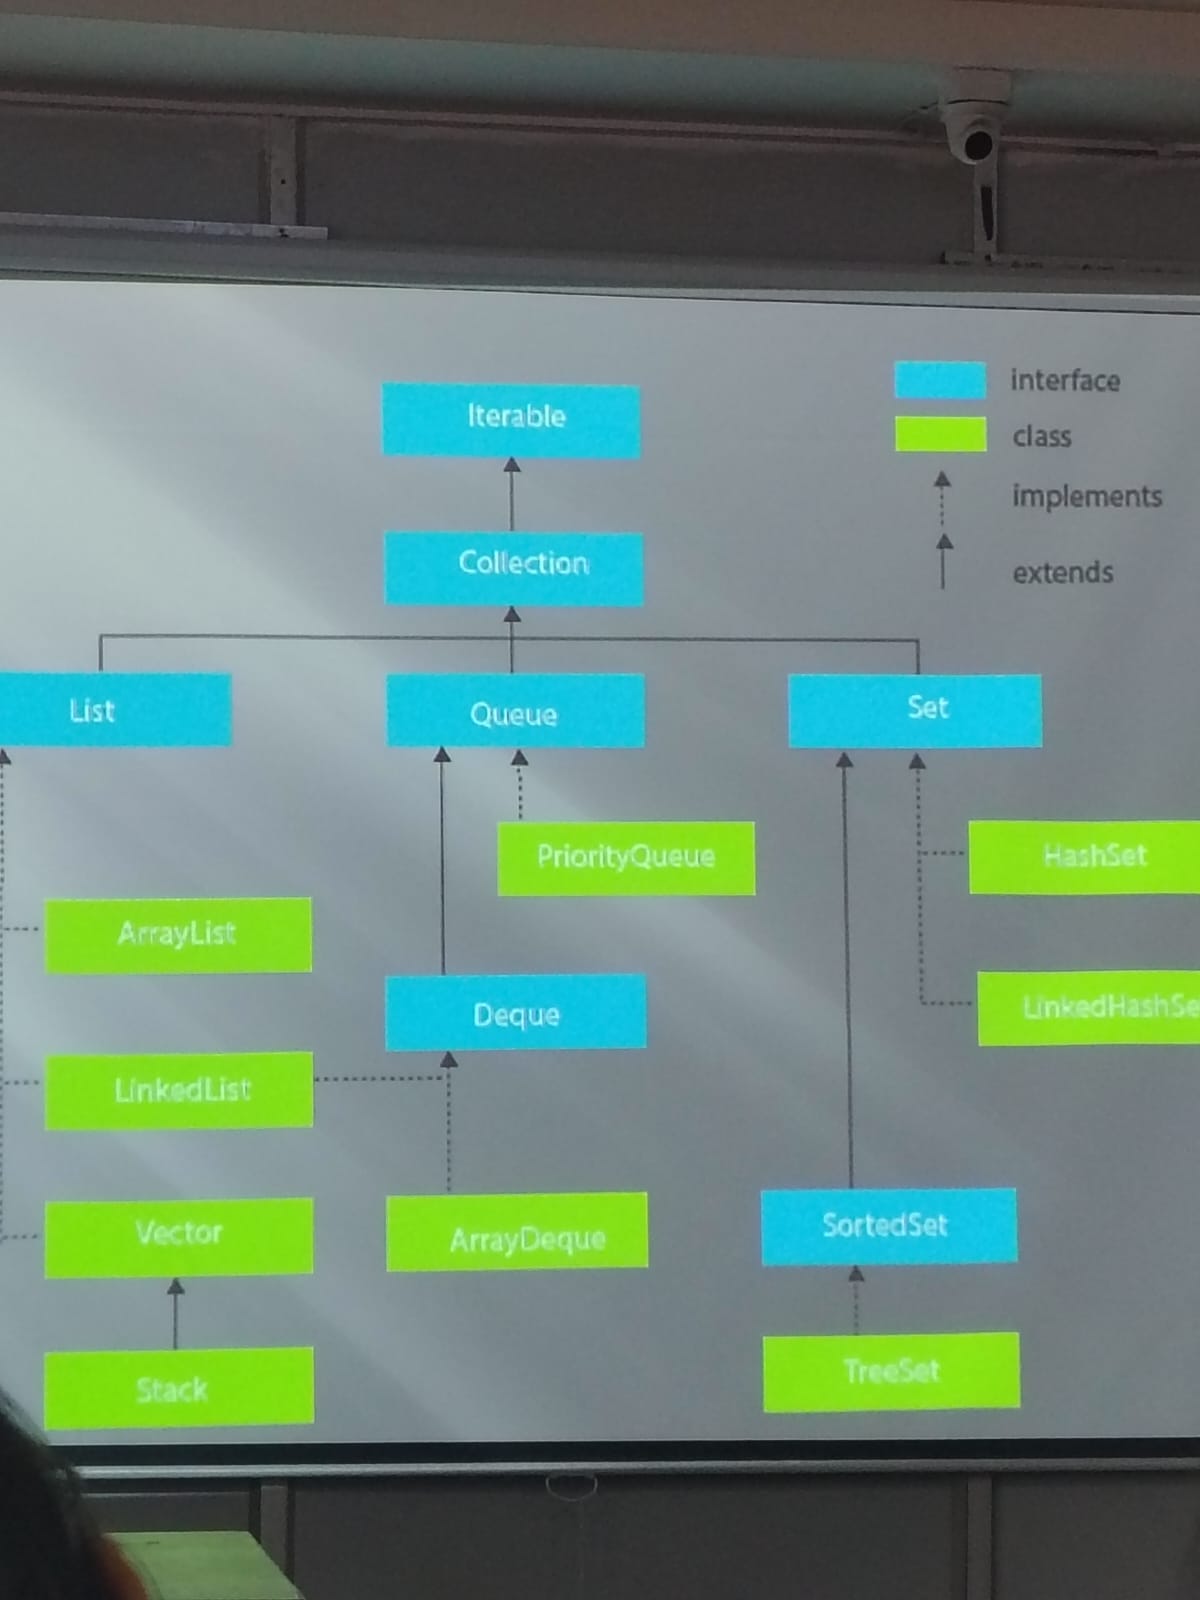 Iterable
interface
class
Collection
implements
extends
List
Queue
Set
PriorityQueue
HashSet
ArrayList
Deque
LinkedHashSe
LinkedList
Vector
ArrayDeque
SortedSet
Stack
TreeSet